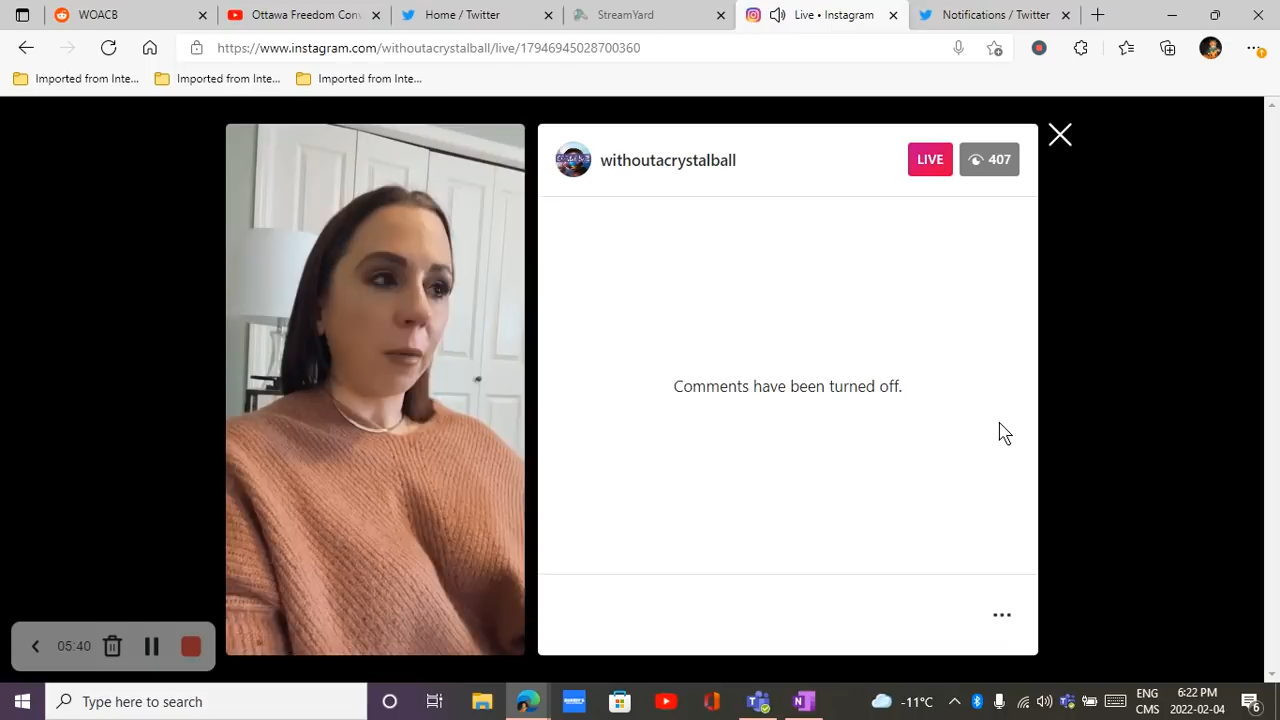 WOACB
Ottawa Freedom Conv
Home / Twitter
StreamYard
Live • Instagram
Notifications / Twitter
https://www.instagram.com/withoutacrystalball/live/17946945028700360
Imported from Inte...
Imported from Inte...
Imported from Inte...
withoutacrystalball
LIVE
407
Comments have been turned off.
05:40
Type here to search
-11°C
ENG
CMS
6:22 PM
2022-02-04
6